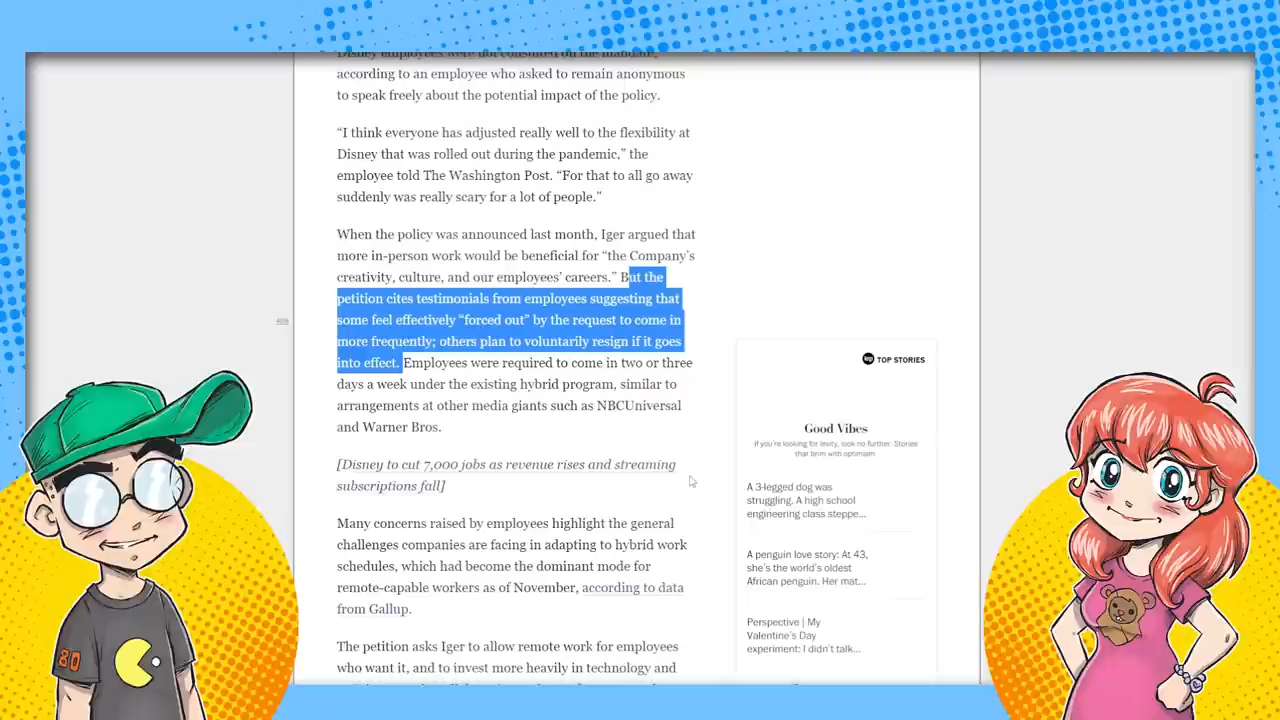 Disney employees were not consulted on the mandate,
according to an employee who asked to remain anonymous
to speak freely about the potential impact of the policy.
“I think everyone has adjusted really well to the flexibility at
Disney that was rolled out during the pandemic,” the
employee told The Washington Post. “For that to all go away
suddenly was really scary for a lot of people.”
When the policy was announced last month, Iger argued that
more in-person work would be beneficial for “the Company’s
creativity, culture, and our employees’ careers.” But the
petition cites testimonials from employees suggesting that
some feel effectively “forced out” by the request to come in
more frequently; others plan to voluntarily resign if it goes
into effect. Employees were required to come in two or three
days a week under the existing hybrid program, similar to
arrangements at other media giants such as NBCUniversal
and Warner Bros.
[Disney to cut 7,000 jobs as revenue rises and streaming
subscriptions fall]
Many concerns raised by employees highlight the general
challenges companies are facing in adapting to hybrid work
schedules, which had become the dominant mode for
remote-capable workers as of November, according to data
from Gallup.
The petition asks Iger to allow remote work for employees
who want it, and to invest more heavily in technology and
wp TOP STORIES
Good Vibes
If you’re looking for levity, look no further. Stories
that brim with optimism
A 3-legged dog was
struggling. A high school
engineering class steppe...
A penguin love story: At 43,
she’s the world’s oldest
African penguin. Her mat...
Perspective | My
Valentine’s Day
experiment: I didn’t talk...
80